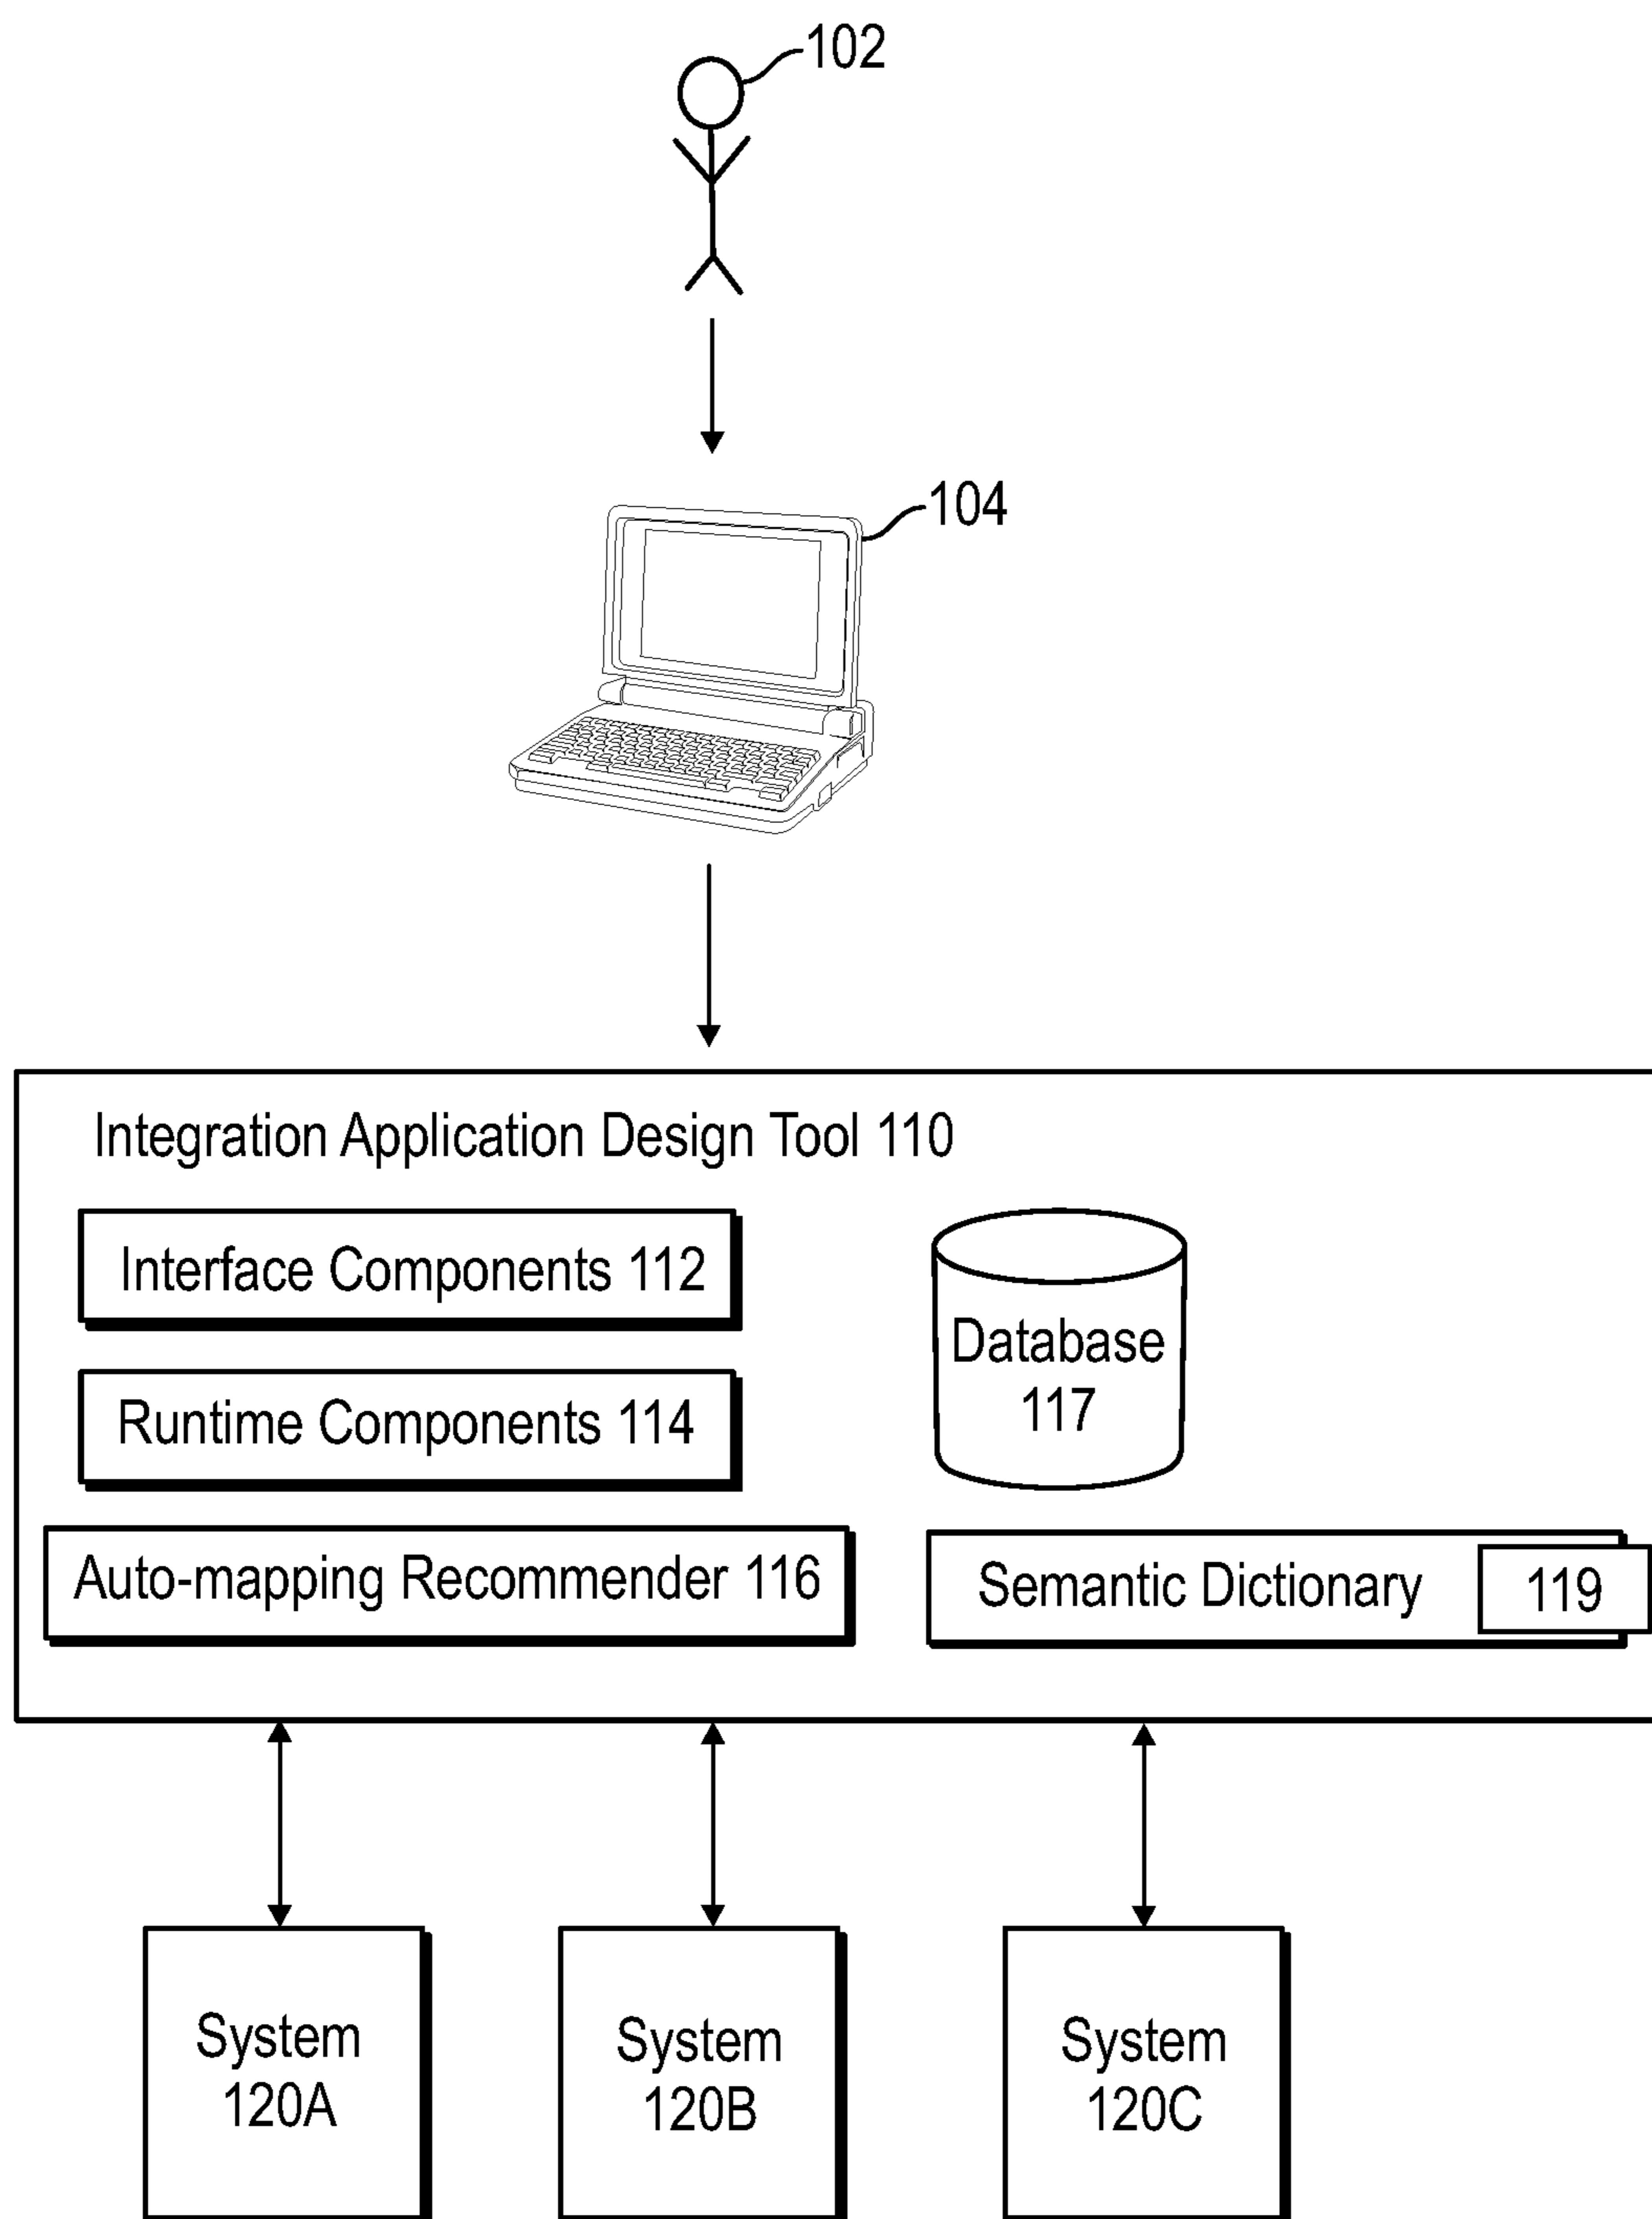 102
104
Integration Application Design Tool 110
Interface Components 112
Database
117
Runtime Components 114
Auto-mapping Recommender 116
Semantic Dictionary 119
System
120A
System
120B
System
120C